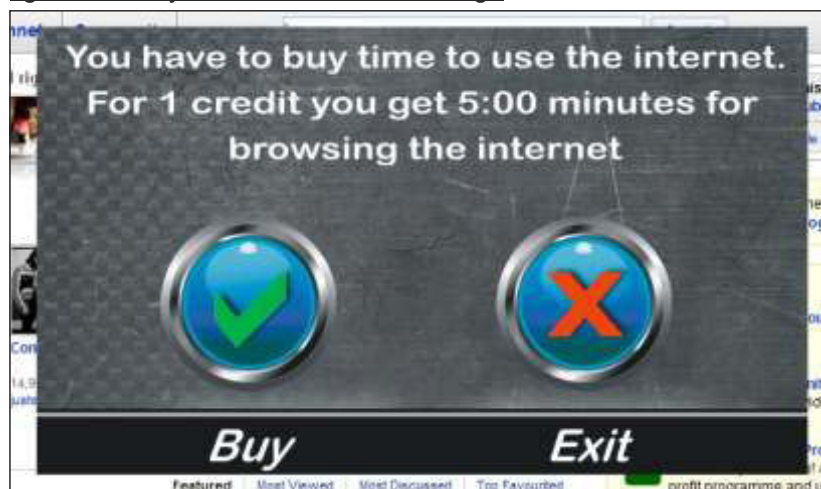 You have to buy time to use the internet.
For 1 credit you get 5:00 minutes for
browsing the internet
Buy Exit
Featured Most Viewed Most Discussed Top Favourited
profit programme and